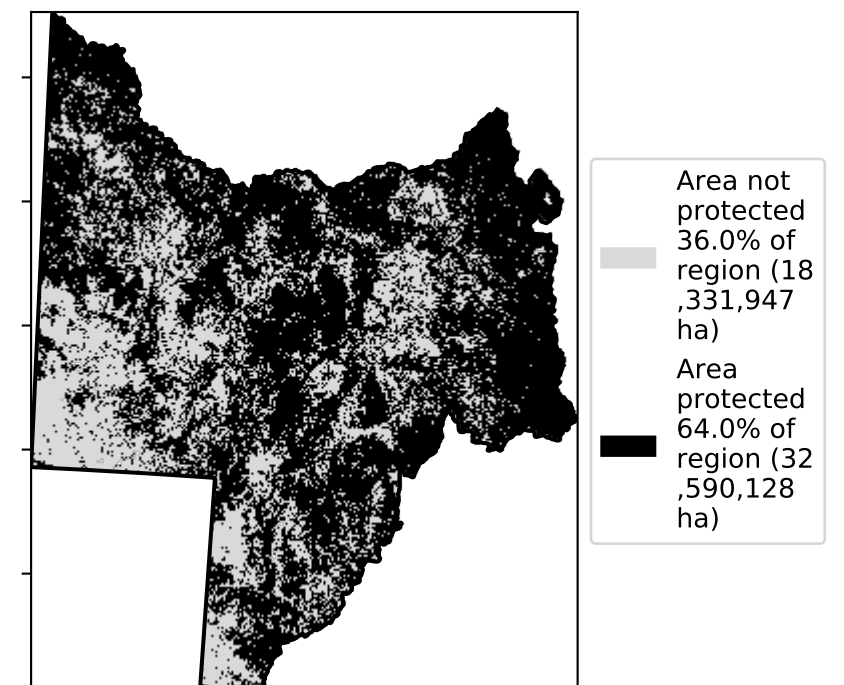 Area not
protected
36.0% of
region (18
,331,947
ha)
Area
protected
64.0% of
region (32
,590,128
ha)